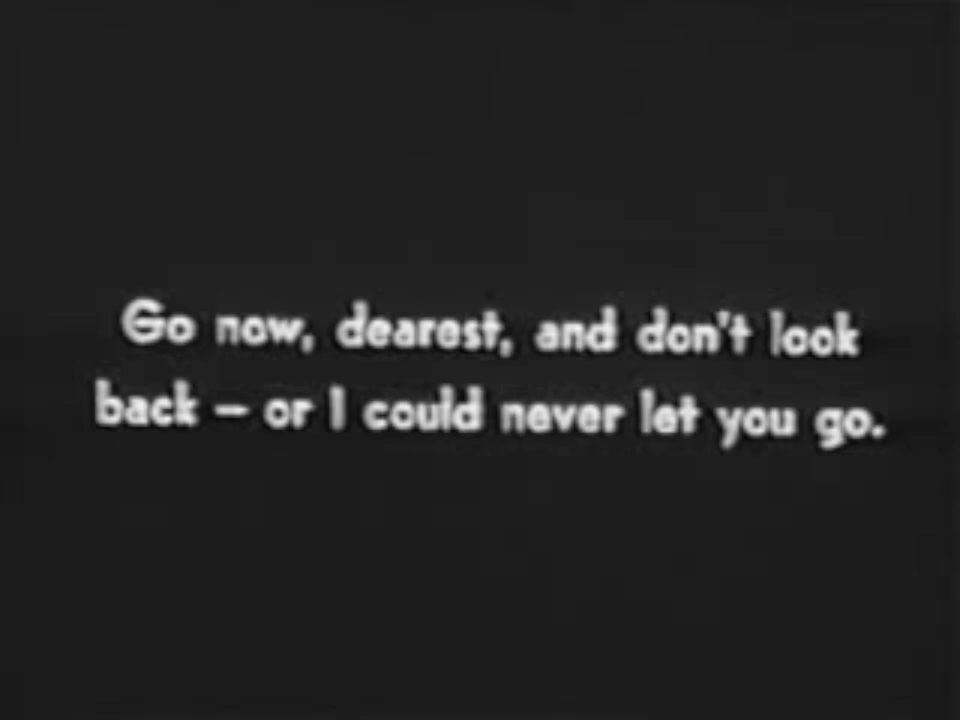 Go now, dearest, and don't look
back – or I could never let you go.